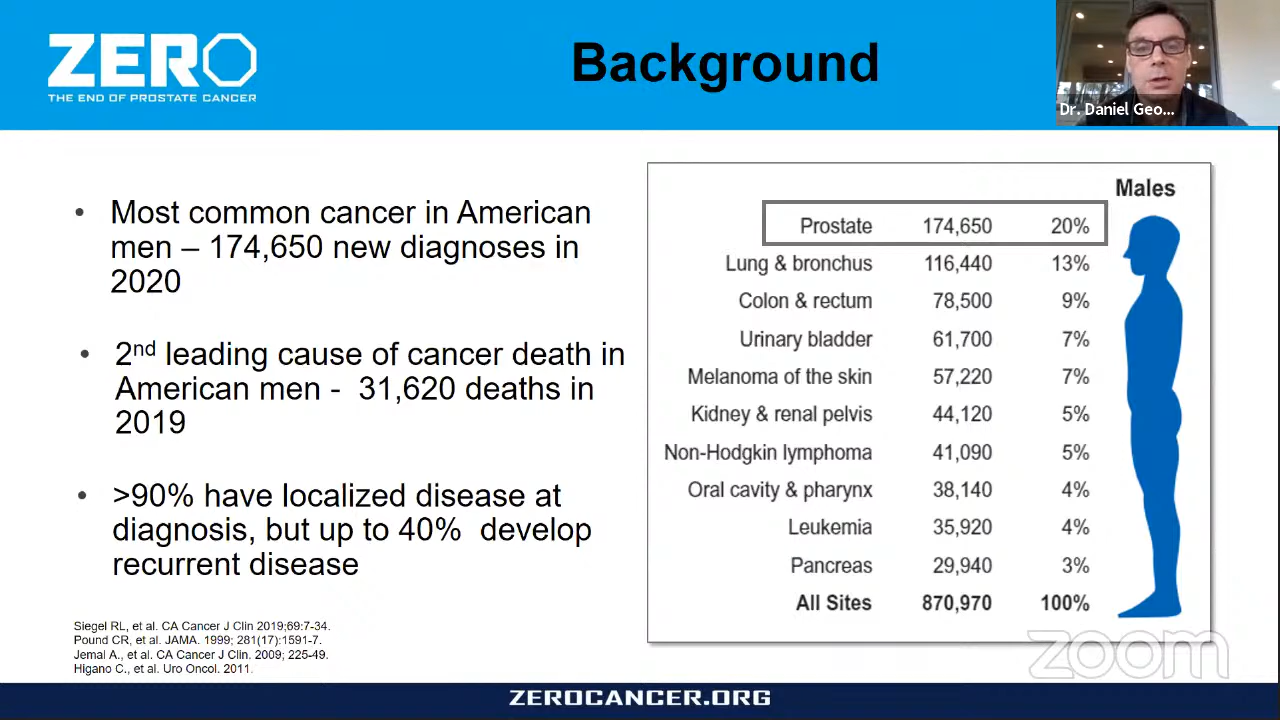 ZERO
THE END OF PROSTATE CANCER
Background
Dr. Daniel Geo...
• Most common cancer in American
men – 174,650 new diagnoses in
2020
• 2nd leading cause of cancer death in
American men - 31,620 deaths in
2019
• >90% have localized disease at
diagnosis, but up to 40% develop
recurrent disease
Siegel RL, et al. CA Cancer J Clin 2019;69:7-34.
Pound CR, et al. JAMA. 1999; 281(17):1591-7.
Jemal A., et al. CA Cancer J Clin. 2009; 225-49.
Higano C., et al. Uro Oncol. 2011.
Males
Prostate 174,650 20%
Lung & bronchus 116,440 13%
Colon & rectum 78,500 9%
Urinary bladder 61,700 7%
Melanoma of the skin 57,220 7%
Kidney & renal pelvis 44,120 5%
Non-Hodgkin lymphoma 41,090 5%
Oral cavity & pharynx 38,140 4%
Leukemia 35,920 4%
Pancreas 29,940 3%
All Sites 870,970 100%
zoom
ZEROCANCER.ORG